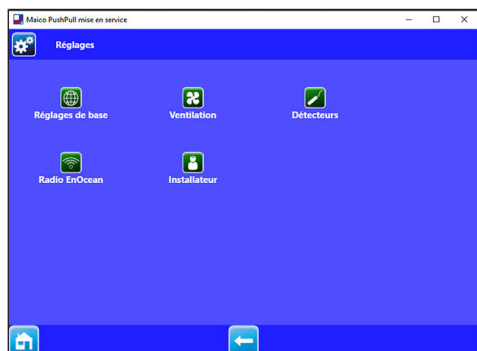 Maico PushPull mise en service
Réglages
Réglages de base
Ventilation
Détecteurs
Radio EnOcean
Installateur